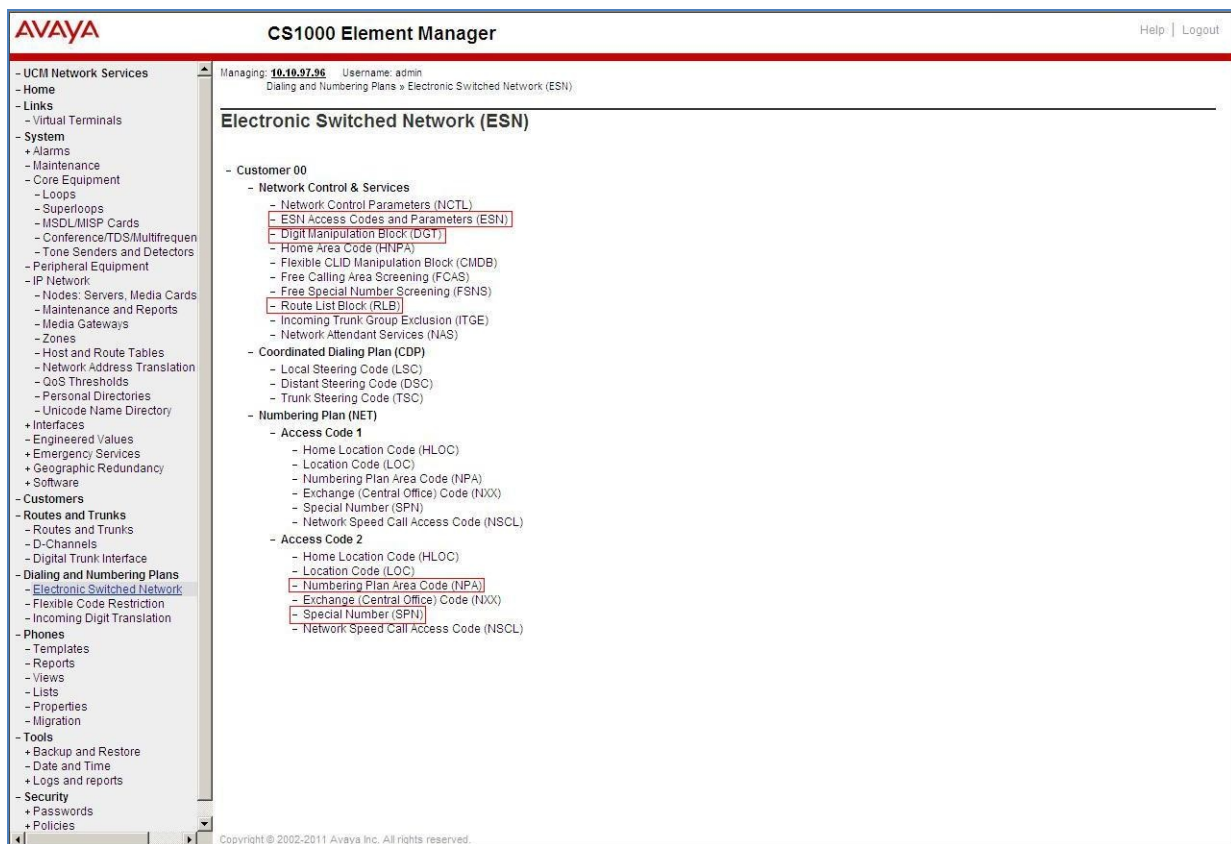 AVAYA
CS1000 Element Manager
Help | Logout
- UCM Network Services
- Home
- Links
- Virtual Terminals
- System
+ Alarms
- Maintenance
- Core Equipment
- Loops
- Superloops
- MSDL/MISP Cards
- Conference/TDS/Multifrequen
- Tone Senders and Detectors
- Peripheral Equipment
- IP Network
- Nodes: Servers, Media Cards
- Maintenance and Reports
- Media Gateways
- Zones
- Host and Route Tables
- Network Address Translation
- QoS Thresholds
- Personal Directories
- Unicode Name Directory
+ Interfaces
- Engineered Values
+ Emergency Services
+ Geographic Redundancy
+ Software
- Customers
- Routes and Trunks
- Routes and Trunks
- D-Channels
- Digital Trunk Interface
- Dialing and Numbering Plans
- Electronic Switched Network
- Flexible Code Restriction
- Incoming Digit Translation
- Phones
- Templates
- Reports
- Views
- Lists
- Properties
- Migration
- Tools
+ Backup and Restore
- Date and Time
+ Logs and reports
- Security
+ Passwords
+ Policies
Managing: 10.10.97.96 Username: admin
Dialing and Numbering Plans » Electronic Switched Network (ESN)
Electronic Switched Network (ESN)
- Customer 00
- Network Control & Services
- Network Control Parameters (NCTL)
- ESN Access Codes and Parameters (ESN)
- Digit Manipulation Block (DGT)
- Home Area Code (HNPA)
- Flexible CLID Manipulation Block (CMDB)
- Free Calling Area Screening (FCAS)
- Free Special Number Screening (FSNS)
- Route List Block (RLB)
- Incoming Trunk Group Exclusion (ITGE)
- Network Attendant Services (NAS)
- Coordinated Dialing Plan (CDP)
- Local Steering Code (LSC)
- Distant Steering Code (DSC)
- Trunk Steering Code (TSC)
- Numbering Plan (NET)
- Access Code 1
- Home Location Code (HLOC)
- Location Code (LOC)
- Numbering Plan Area Code (NPA)
- Exchange (Central Office) Code (NXX)
- Special Number (SPN)
- Network Speed Call Access Code (NSCL)
- Access Code 2
- Home Location Code (HLOC)
- Location Code (LOC)
- Numbering Plan Area Code (NPA)
- Exchange (Central Office) Code (NXX)
- Special Number (SPN)
- Network Speed Call Access Code (NSCL)
Copyright © 2002-2011 Avaya Inc. All rights reserved.